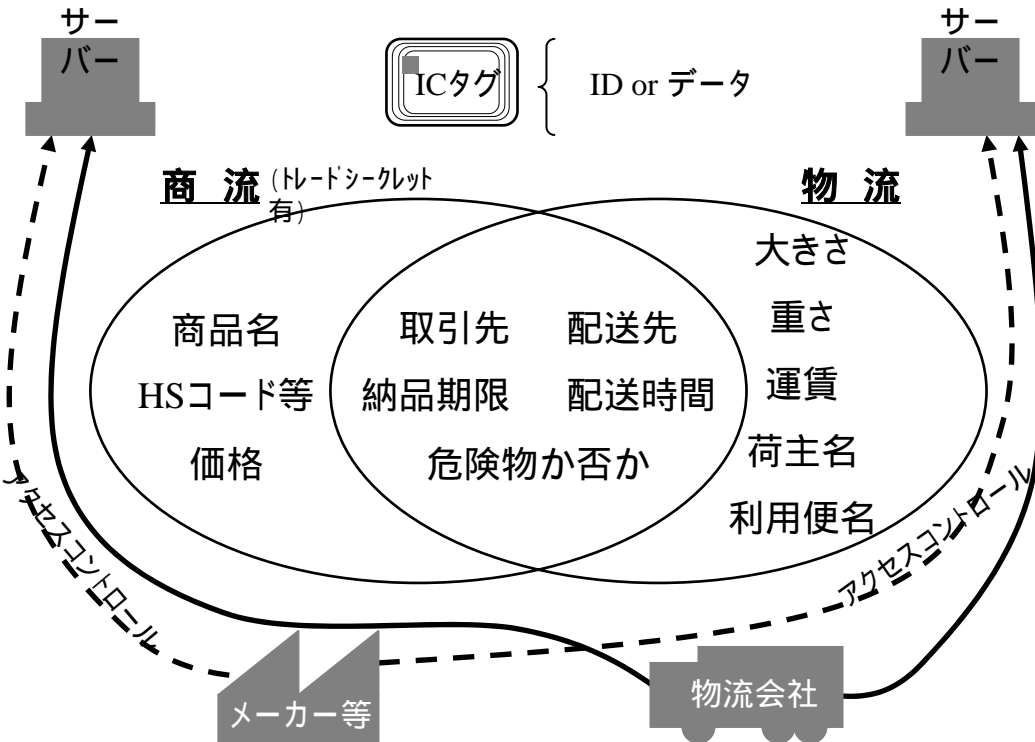 サー
バー
ICタグ
ID or データ
サー
バー
商 流
(トレードシークレット
有)
物 流
商品名
HSコード等
価格
取引先
配送先
納品期限
配送時間
危険物か否か
大きさ
重さ
運賃
荷主名
利用便名
アクセスコントロール
アクセスコントロール
メーカー等
物流会社